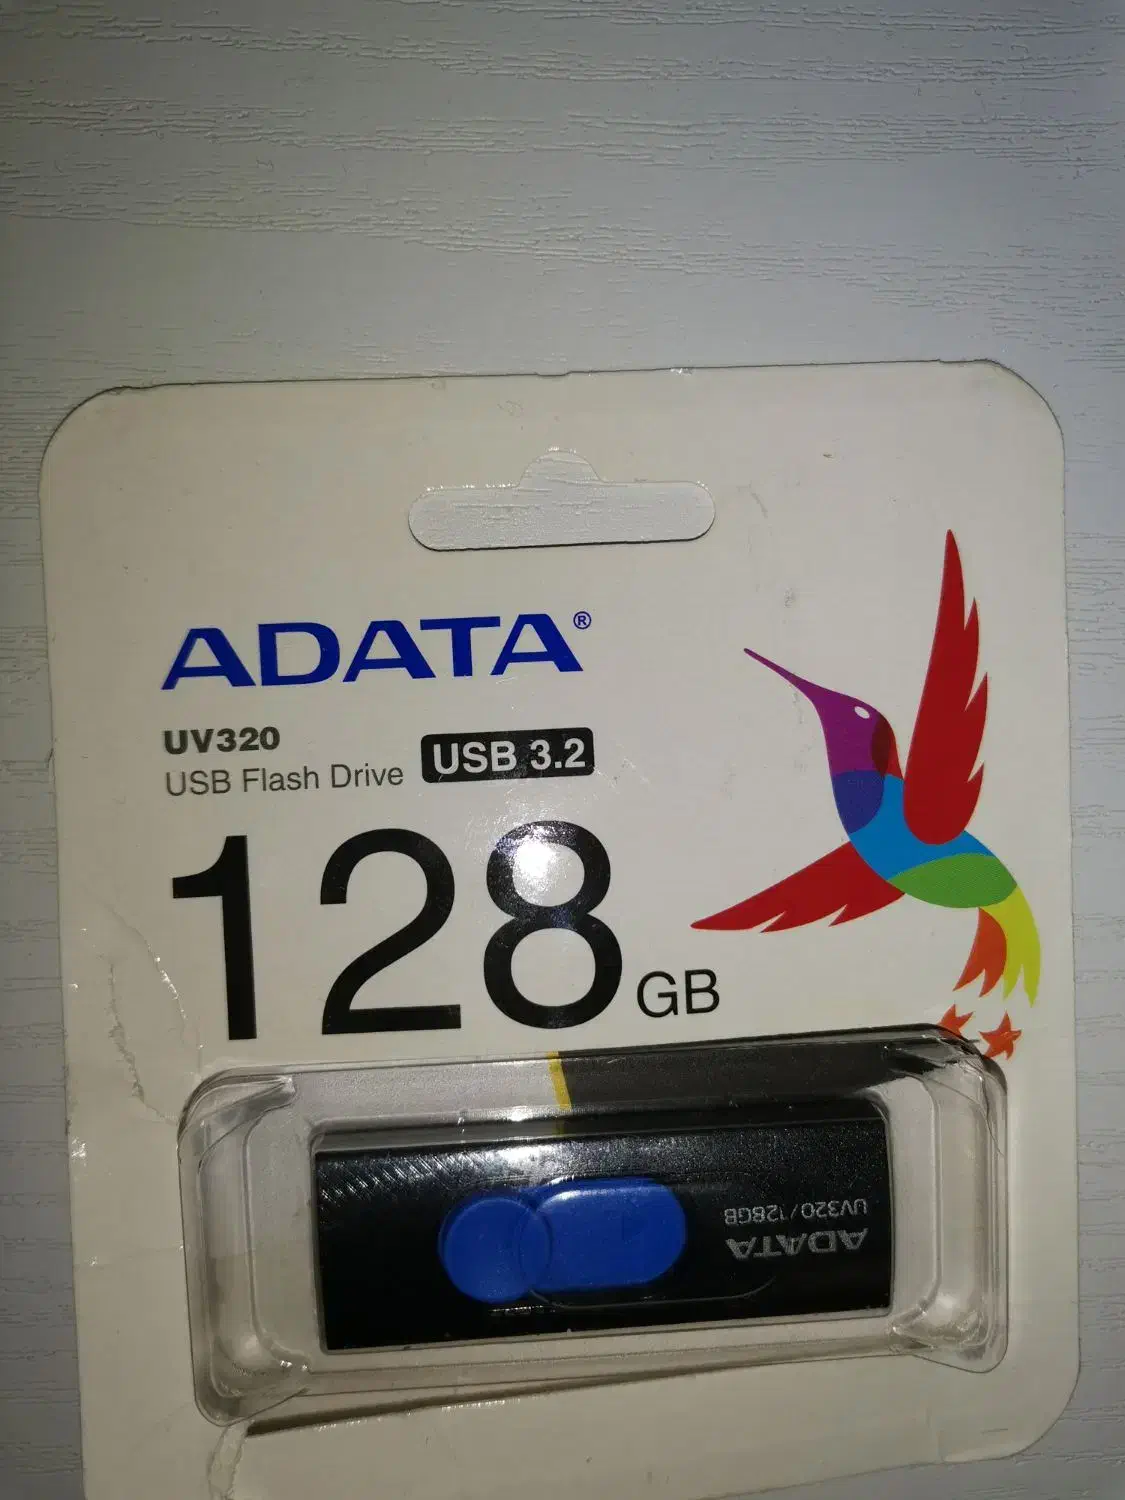 ADATA®
UV320
USB Flash Drive
USB 3.2
128 GB
ADATA
UV320/128GB